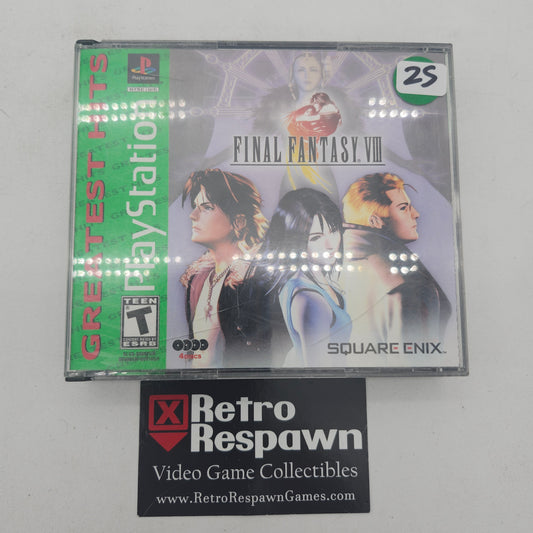 GREATEST HITS
PlayStation
PlayStation
25
FINAL FANTASY VIII
TEEN
T
ESRB
4 discs
SQUARE ENIX
Retro
Respawn
Video Game Collectibles
www.RetroRespawnGames.com